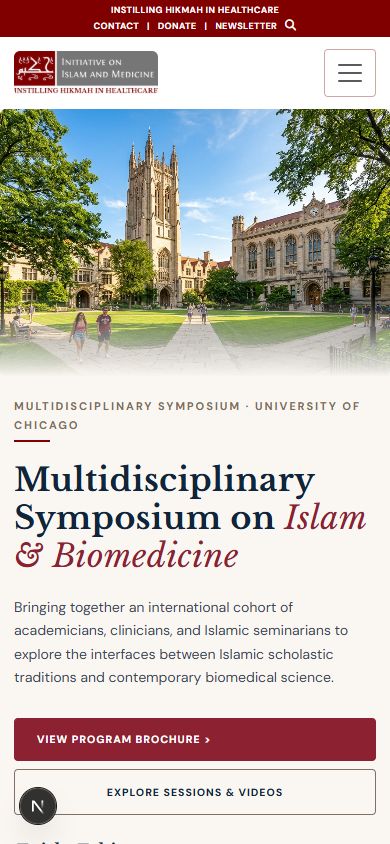 INSTILLING HIKMAH IN HEALTHCARE
CONTACT | DONATE | NEWSLETTER
INITIATIVE ON
ISLAM AND MEDICINE
INSTILLING HIKMAH IN HEALTHCARE
MULTIDISCIPLINARY SYMPOSIUM · UNIVERSITY OF
CHICAGO
Multidisciplinary
Symposium on Islam
& Biomedicine
Bringing together an international cohort of
academicians, clinicians, and Islamic seminarians to
explore the interfaces between Islamic scholastic
traditions and contemporary biomedical science.
VIEW PROGRAM BROCHURE >
EXPLORE SESSIONS & VIDEOS
N